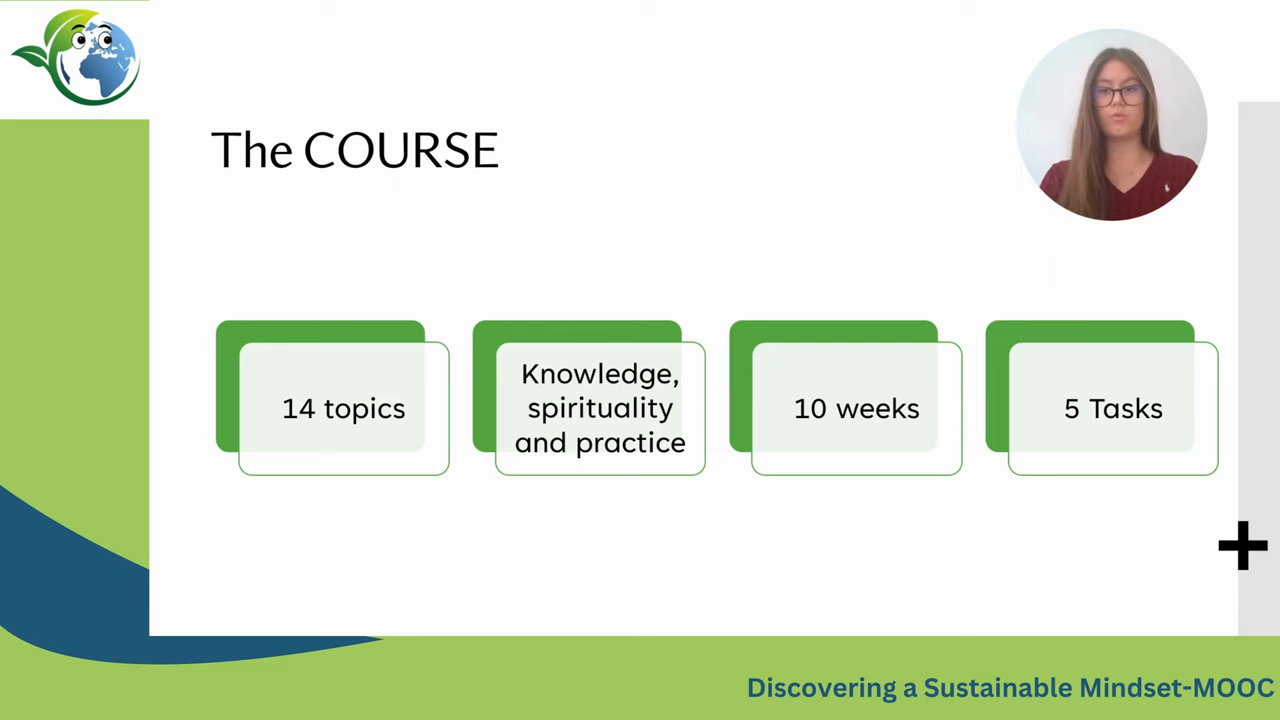 The COURSE
14 topics
Knowledge,
spirituality
and practice
10 weeks
5 Tasks
Discovering a Sustainable Mindset-MOOC